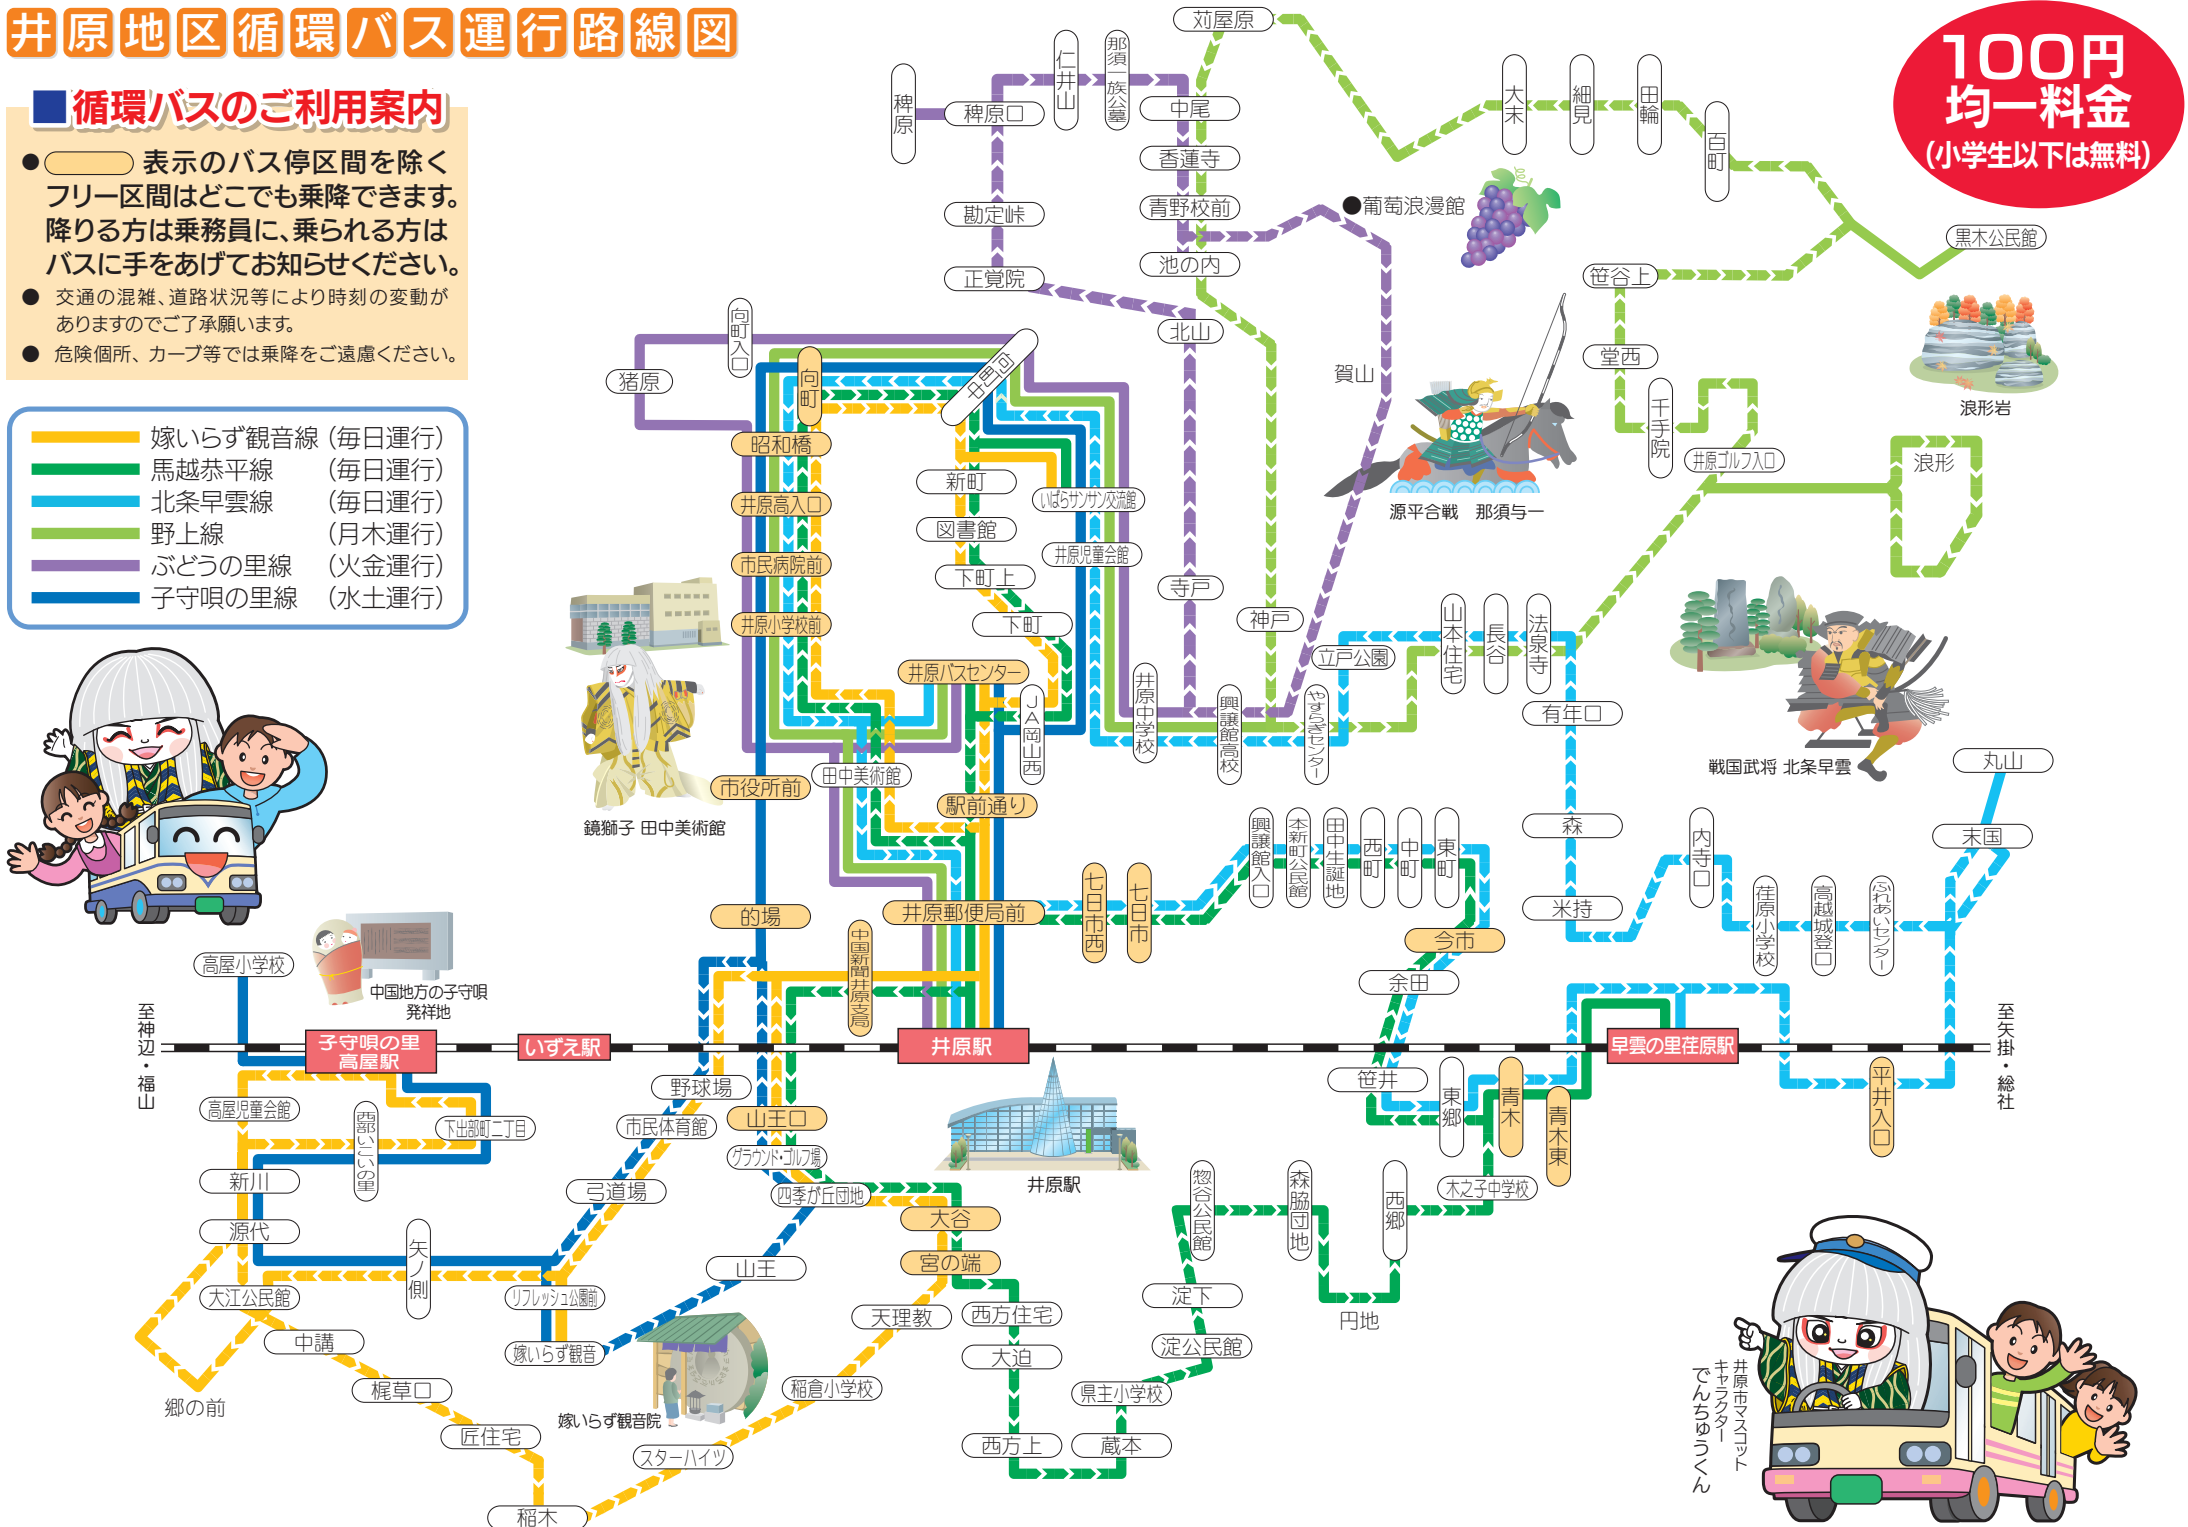 井原地区循環バス運行路線図
■循環バスのご利用案内
● 表示のバス停区間を除く
フリー区間はどこでも乗降できます。
降りる方は乗務員に、乗られる方は
バスに手をあげてお知らせください。
● 交通の混雑、道路状況等により時刻の変動が
ありますのでご了承願います。
● 危険個所、カーブ等では乗降をご遠慮ください。
嫁いらず観音線（毎日運行）
馬越恭平線（毎日運行）
北条早雲線（毎日運行）
野上線（月木運行）
ぶどうの里線（火金運行）
子守唄の里線（水土運行）
100円
均一料金
(小学生以下は無料)
苅屋原
仁井山
那須一族公墓
稗原
稗原口
中尾
香蓮寺
青野校前
池の内
勘定峠
正覚院
北山
●葡萄浪漫館
賀山
大木
細見
田輪
百町
黒木公民館
笹谷上
堂西
千手院
井原ゴルフ入口
浪形
浪形岩
源平合戦 那須与一
向町入口
猪原
向町
向町中
昭和橋
井原高入口
市民病院前
井原小学校前
新町
図書館
下町上
下町
いばらサンサン交流館
井原児童会館
寺戸
神戸
井原バスセンター
JA岡山西
井原中学校
興譲館高校
やすらぎセンター
立戸公園
山本住宅
長谷
法泉寺
有年口
森
米持
戦国武将 北条早雲
丸山
末国
内寺口
荏原小学校
高越城登口
ふれあいセンター
鏡獅子 田中美術館
市役所前
田中美術館
駅前通り
的場
中国新聞井原支局
井原郵便局前
七日市西
七日市
興譲館入口
本新町公民館
田中生誕地
西町
中町
東町
今市
余田
高屋小学校
中国地方の子守唄
発祥地
至神辺・福山
子守唄の里
高屋駅
いずえ駅
井原駅
早雲の里荏原駅
至矢掛・総社
野球場
市民体育館
山王口
グラウンド・ゴルフ場
四季が丘団地
弓道場
高屋児童会館
西部いこいの里
下出部町二丁目
新川
源代
矢ノ側
大江公民館
リフレッシュ公園前
嫁いらず観音
山王
中講
梶草口
匠住宅
稲木
郷の前
嫁いらず観音院
スターハイツ
稲倉小学校
天理教
大谷
宮の端
西方住宅
大迫
西方上
蔵本
県主小学校
淀公民館
淀下
惣谷公民館
森脇団地
円地
西郷
木之子中学校
笹井
東郷
青木
青木東
平井入口
井原駅
井原市マスコット
キャラクター
でんちゅうくん